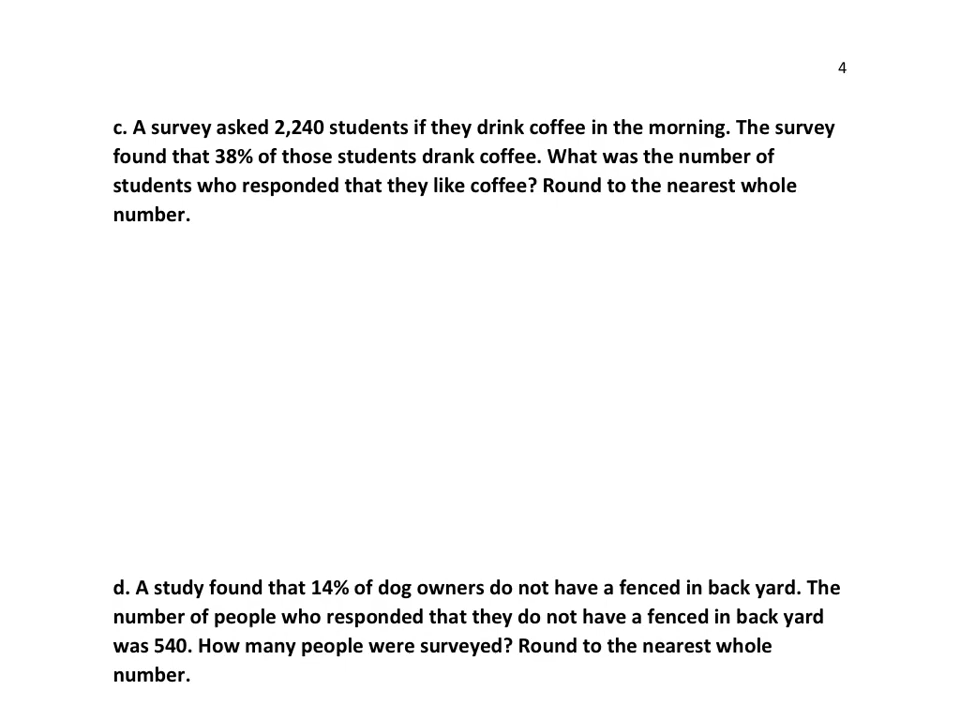 4
c. A survey asked 2,240 students if they drink coffee in the morning. The survey
found that 38% of those students drank coffee. What was the number of
students who responded that they like coffee? Round to the nearest whole
number.
d. A study found that 14% of dog owners do not have a fenced in back yard. The
number of people who responded that they do not have a fenced in back yard
was 540. How many people were surveyed? Round to the nearest whole
number.